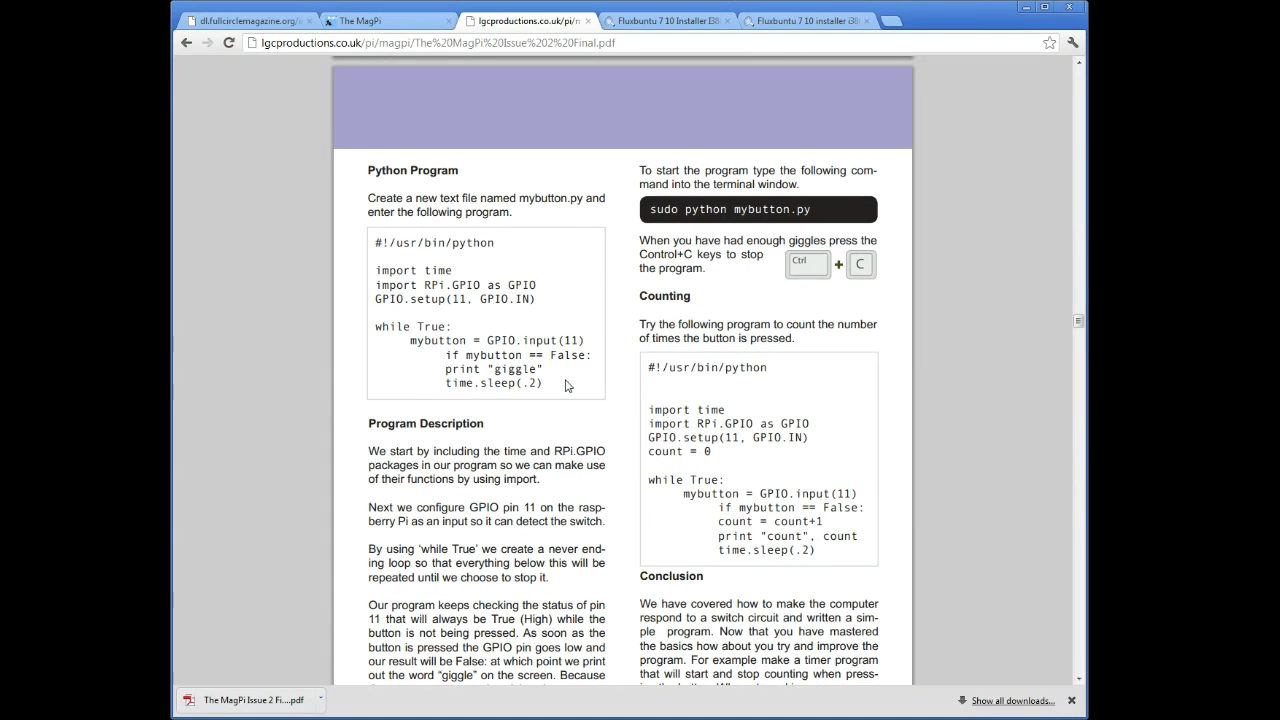 dl.fullcirclemagazine.org/i
The MagPi
lgcproductions.co.uk/pi/m
Fluxbuntu 7 10 Installer I38
Fluxbuntu 7 10 installer i38
lgcproductions.co.uk/pi/magpi/The%20MagPi%20Issue%202%20Final.pdf
Python Program
Create a new text file named mybutton.py and
enter the following program.
#!/usr/bin/python
import time
import RPi.GPIO as GPIO
GPIO.setup(11, GPIO.IN)
while True:
mybutton = GPIO.input(11)
if mybutton == False:
print "giggle"
time.sleep(.2)
Program Description
We start by including the time and RPi.GPIO
packages in our program so we can make use
of their functions by using import.
Next we configure GPIO pin 11 on the rasp-
berry Pi as an input so it can detect the switch.
By using 'while True' we create a never end-
ing loop so that everything below this will be
repeated until we choose to stop it.
Our program keeps checking the status of pin
11 that will always be True (High) while the
button is not being pressed. As soon as the
button is pressed the GPIO pin goes low and
our result will be False: at which point we print
out the word "giggle" on the screen. Because
To start the program type the following com-
mand into the terminal window.
sudo python mybutton.py
When you have had enough giggles press the
Control+C keys to stop
the program.
Ctrl + C
Counting
Try the following program to count the number
of times the button is pressed.
#!/usr/bin/python
import time
import RPi.GPIO as GPIO
GPIO.setup(11, GPIO.IN)
count = 0
while True:
mybutton = GPIO.input(11)
if mybutton == False:
count = count+1
print "count", count
time.sleep(.2)
Conclusion
We have covered how to make the computer
respond to a switch circuit and written a sim-
ple program. Now that you have mastered
the basics how about you try and improve the
program. For example make a timer program
that will start and stop counting when press-
The MagPi Issue 2 Fi....pdf
Show all downloads...